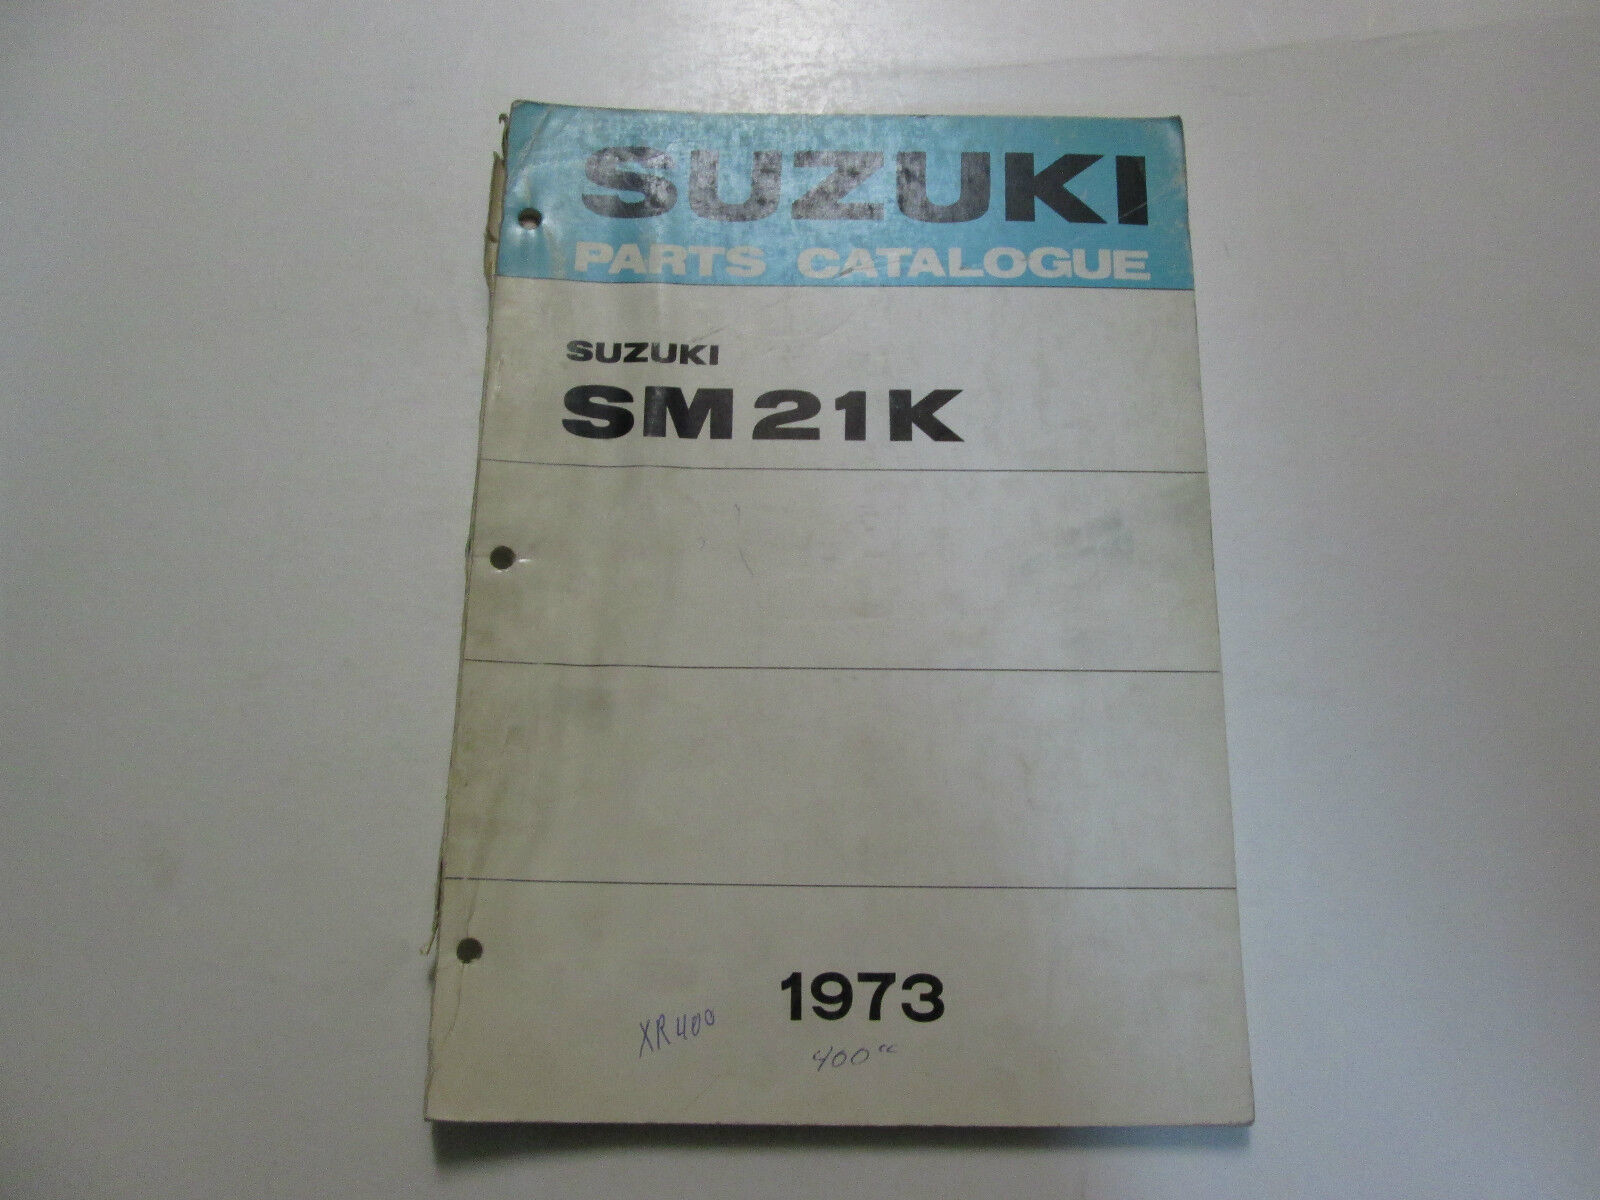 SUZUKI
PARTS CATALOGUE
SUZUKI
SM21K
1973
XR400
400cc